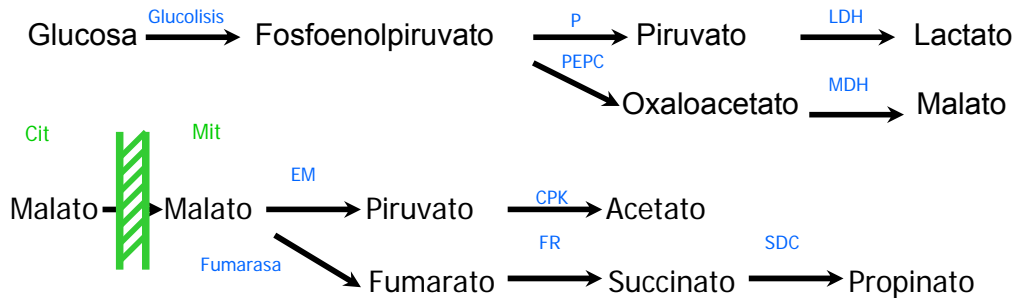 Glucolisis P LDH
Glucosa Fosfoenolpiruvato Piruvato Lactato
PEPC MDH
Oxaloacetato Malato
Cit Mit
EM
Malato Malato Piruvato CPK Acetato
Fumarasa FR SDC
Fumarato Succinato Propinato